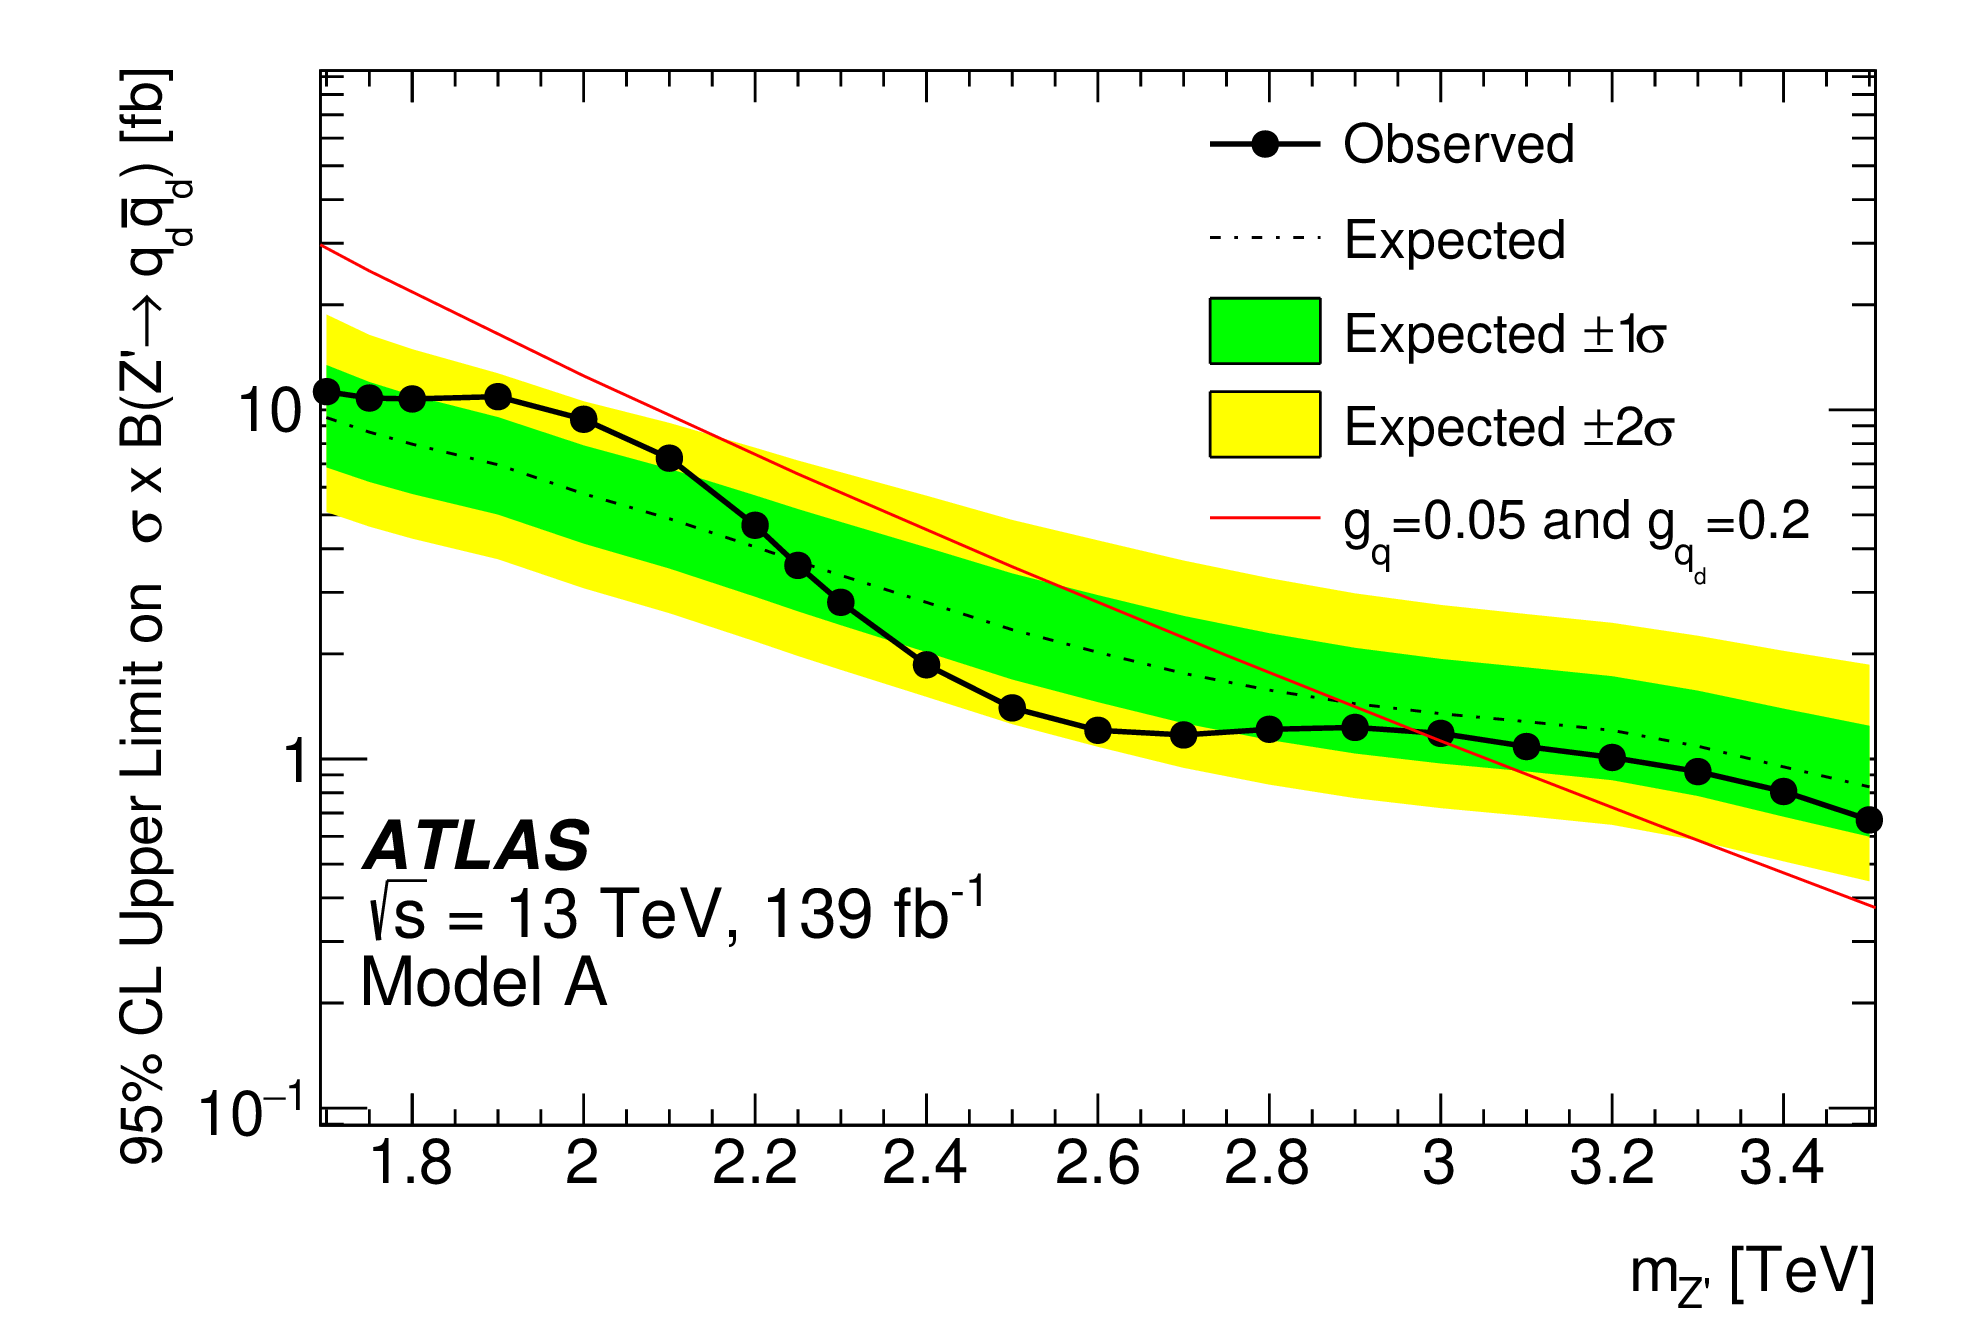 95% CL Upper Limit on σ x B(Z'→ q_d q̄_d) [fb]
Observed
Expected
Expected ±1σ
Expected ±2σ
g_q=0.05 and g_q_d=0.2
10
1
10⁻¹
ATLAS
√s = 13 TeV, 139 fb⁻¹
Model A
1.8 2 2.2 2.4 2.6 2.8 3 3.2 3.4
m_Z' [TeV]